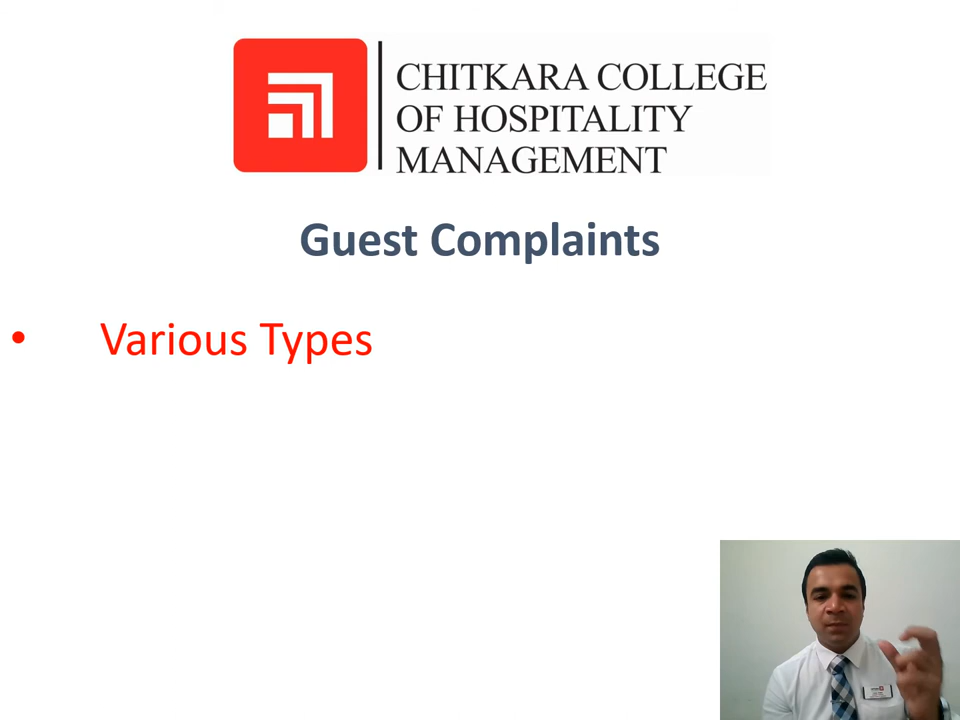 CHITKARA COLLEGE
OF HOSPITALITY
MANAGEMENT
Guest Complaints
• Various Types